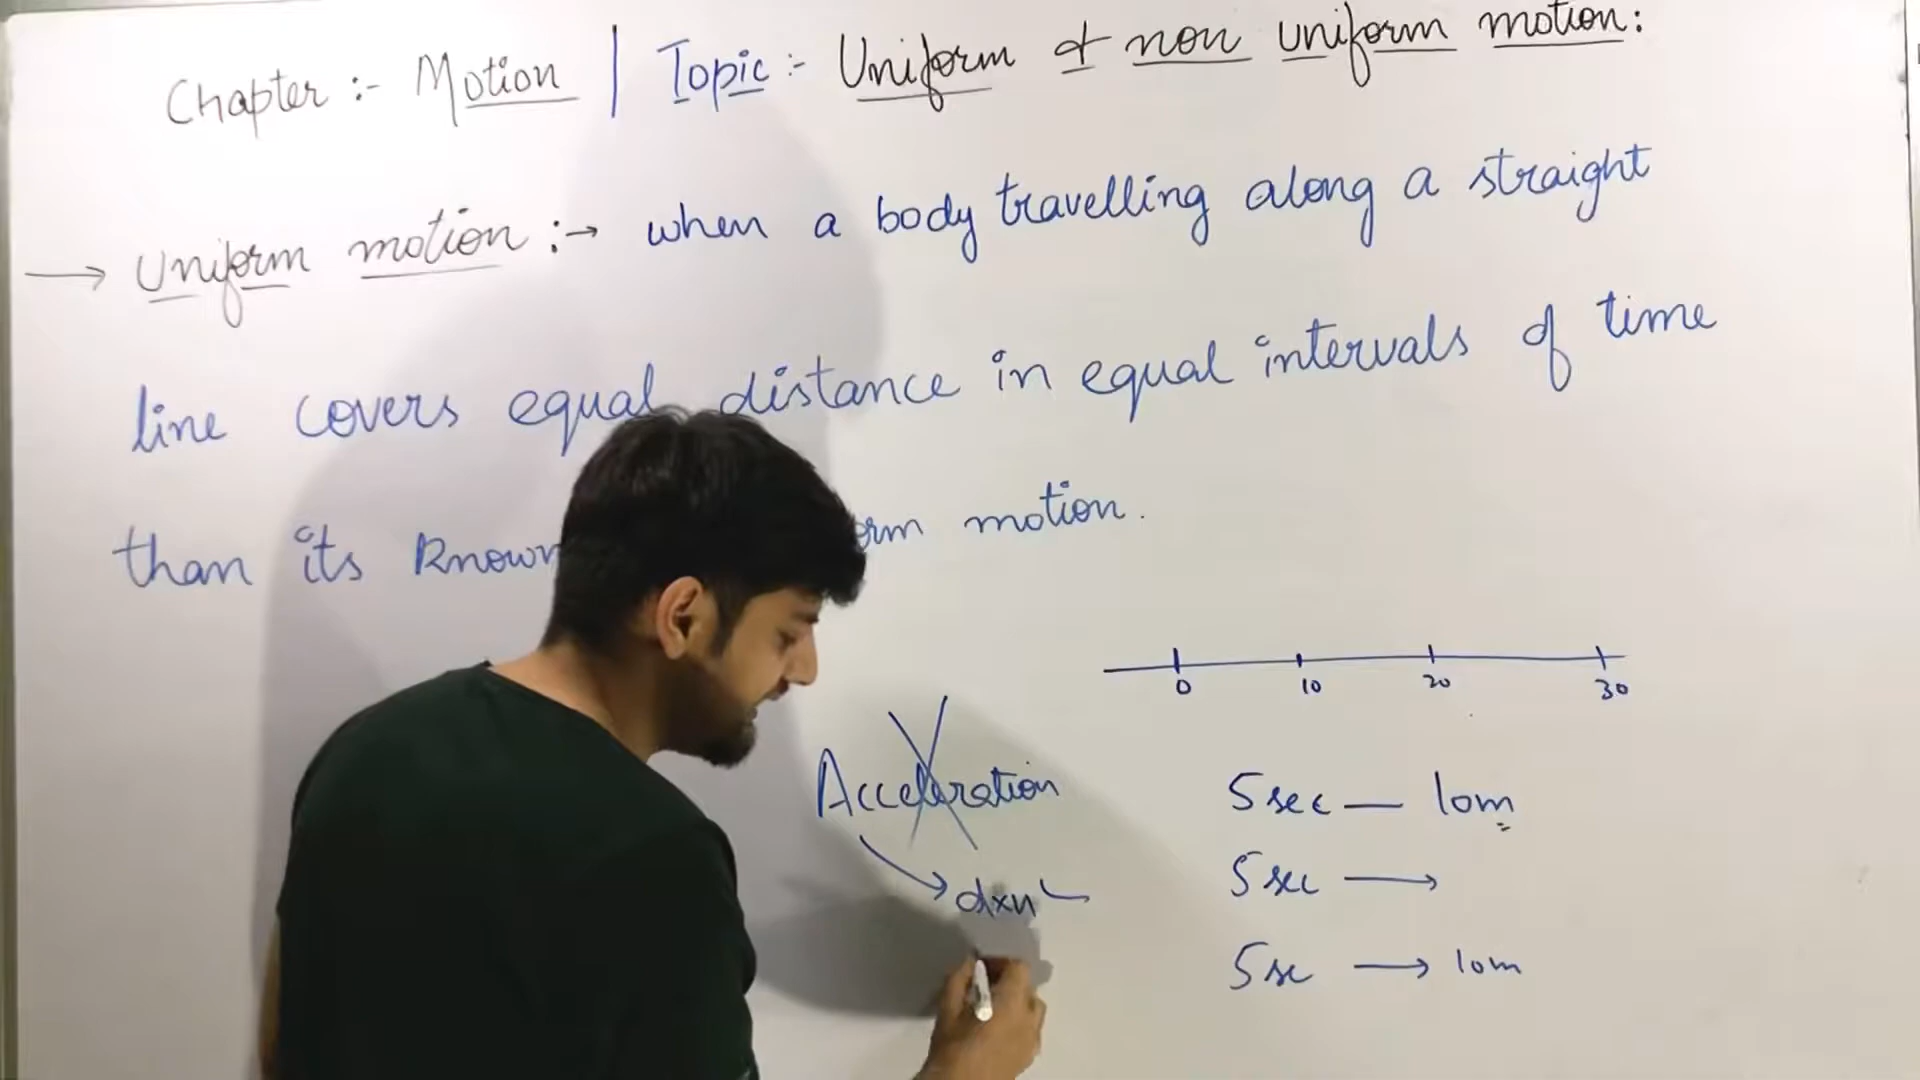 Chapter :- Motion | Topic :- Uniform & non uniform motion:
→ Uniform motion :→ when a body travelling along a straight
line covers equal distance in equal intervals of time
than its known orm motion.
0 10 20 30
Acceleration
→ dxn
5 sec — 10m
5 sec →
5 se → 10m